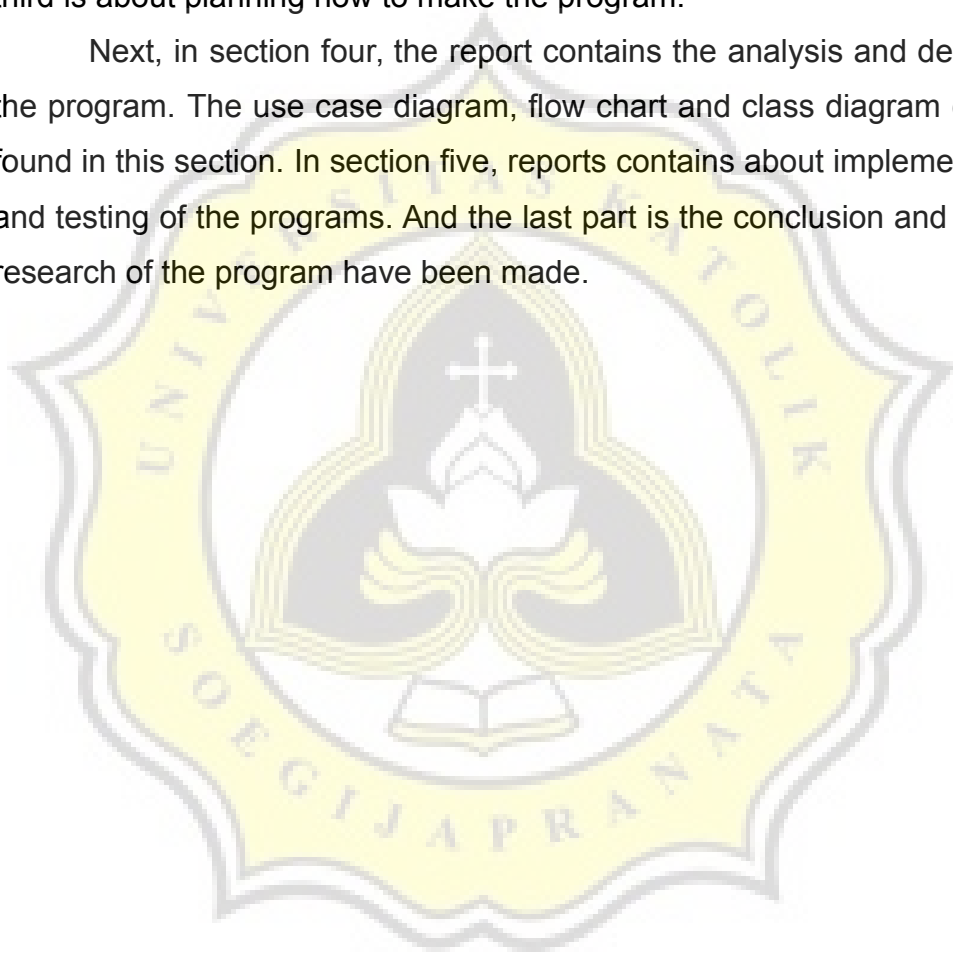 third is about planning how to make the program.
Next, in section four, the report contains the analysis and de
the program. The use case diagram, flow chart and class diagram
found in this section. In section five, reports contains about impleme
and testing of the programs. And the last part is the conclusion and
research of the program have been made.
UNIVERSITAS KATOLIK
SOEGIJAPRANATA